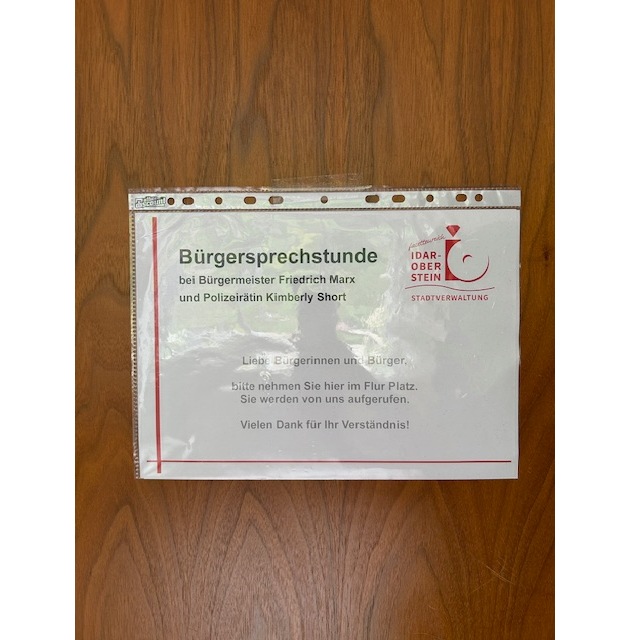 Bürgersprechstunde
bei Bürgermeister Friedrich Marx
und Polizeirätin Kimberly Short
facettenreich
IDAR-
OBER
STEIN
STADTVERWALTUNG
Liebe Bürgerinnen und Bürger,
bitte nehmen Sie hier im Flur Platz.
Sie werden von uns aufgerufen.
Vielen Dank für Ihr Verständnis!